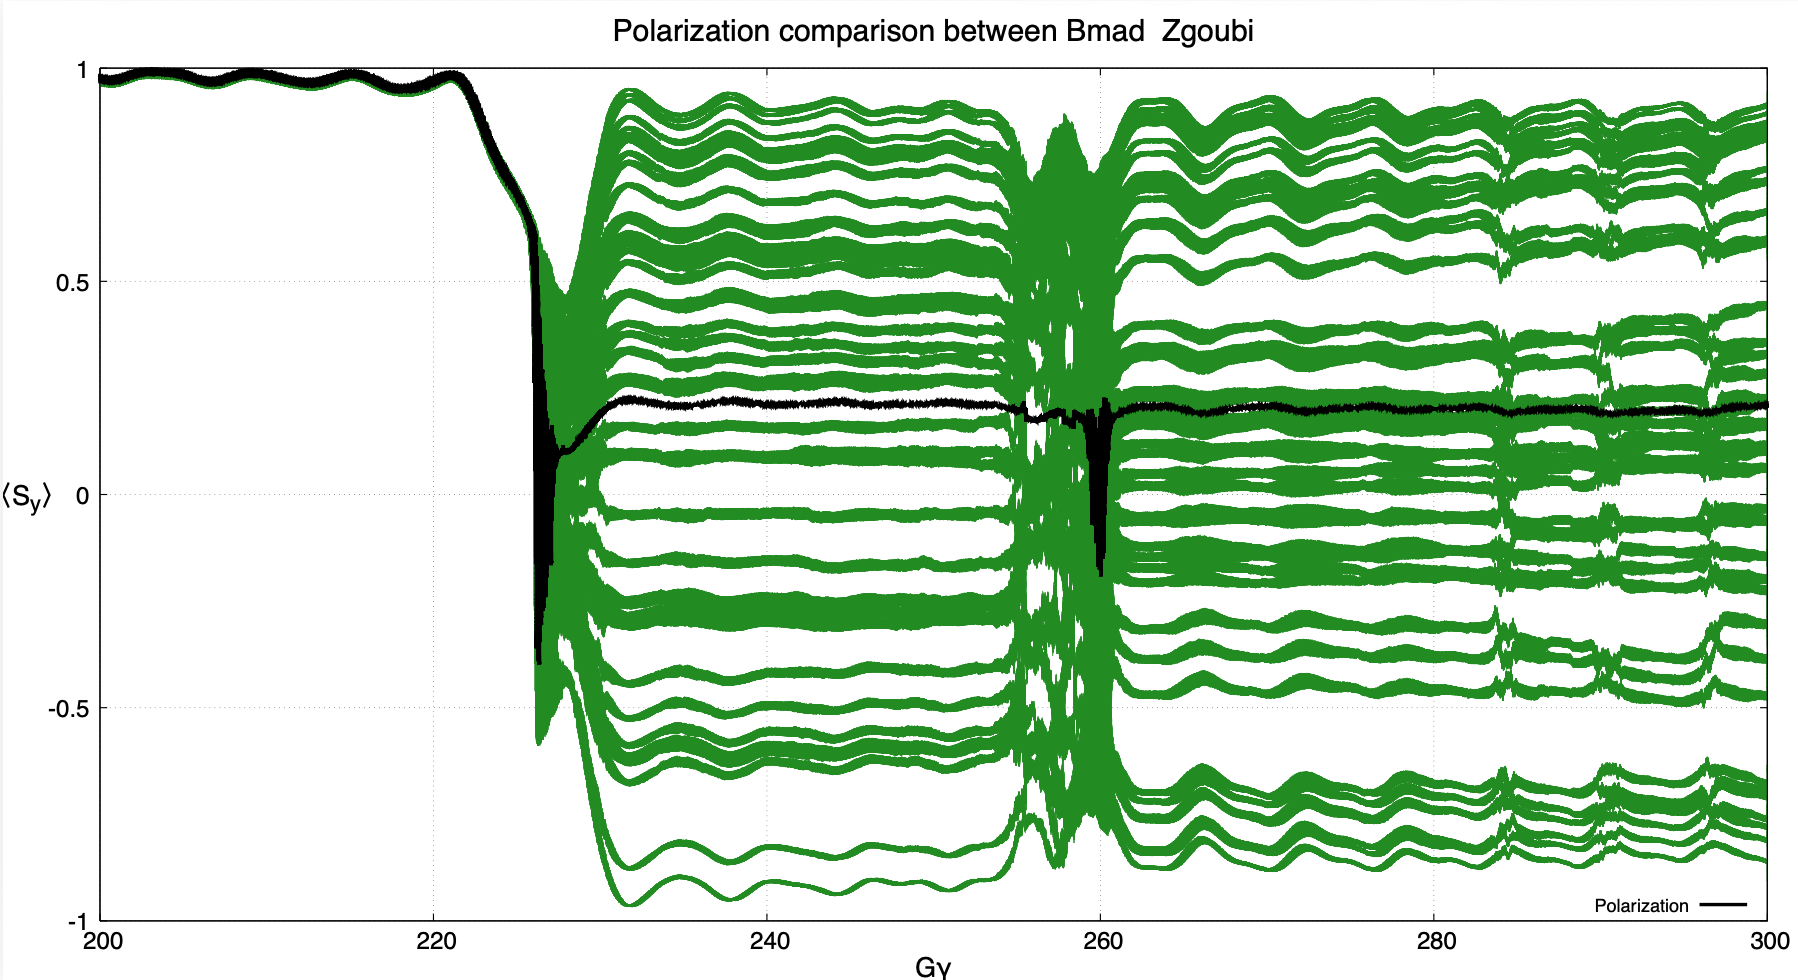 Polarization comparison between Bmad  Zgoubi
1
0.5
⟨Sy⟩
0
-0.5
-1
Polarization
200 220 240 260 280 300
Gγ